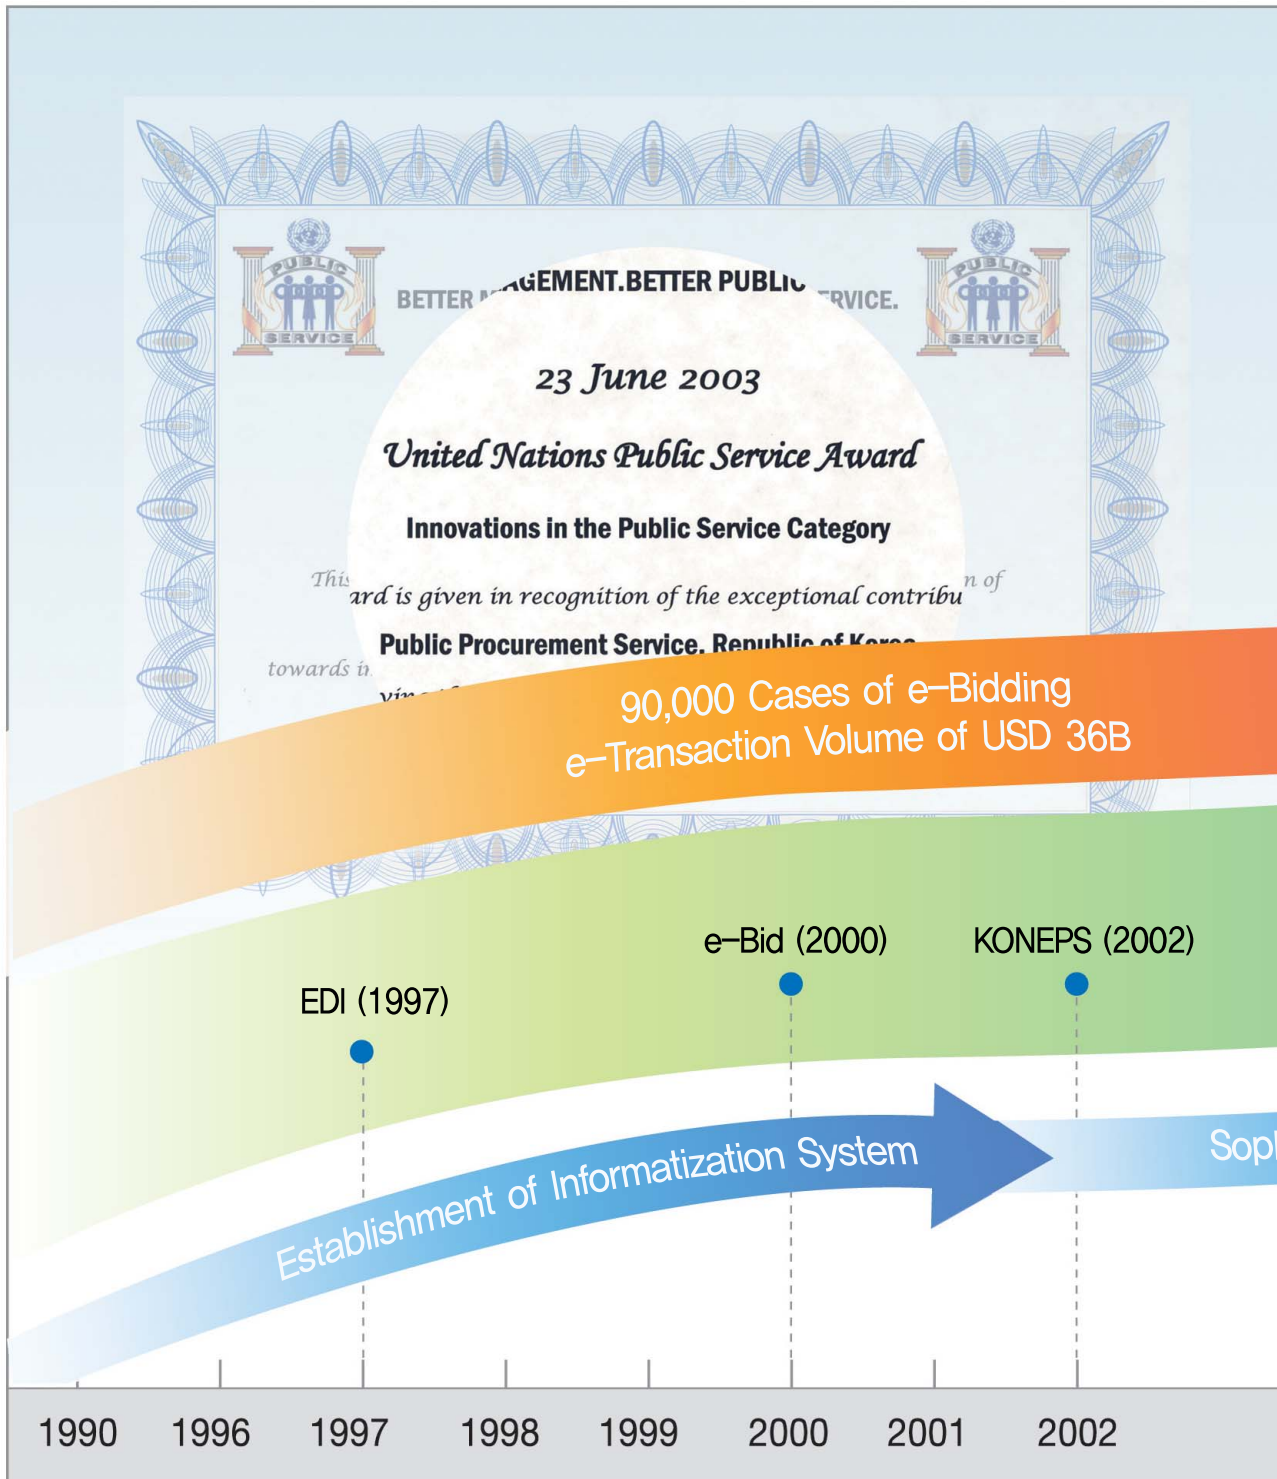 PUBLIC
SERVICE
PUBLIC
SERVICE
BETTER AGEMENT.BETTER PUBLIC RVICE.
23 June 2003
United Nations Public Service Award
Innovations in the Public Service Category
This ard is given in recognition of the exceptional contribu n of
Public Procurement Service, Republic of Korea
towards
90,000 Cases of e-Bidding
e-Transaction Volume of USD 36B
e-Bid (2000)
KONEPS (2002)
EDI (1997)
Establishment of Informatization System
Soph
1990 1996 1997 1998 1999 2000 2001 2002